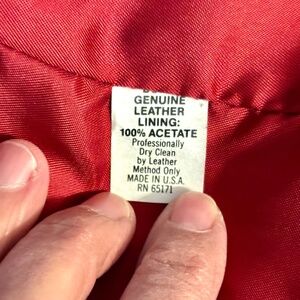 GENUINE
LEATHER
LINING:
100% ACETATE
Professionally
Dry Clean
by Leather
Method Only
MADE IN U.S.A.
RN 65171